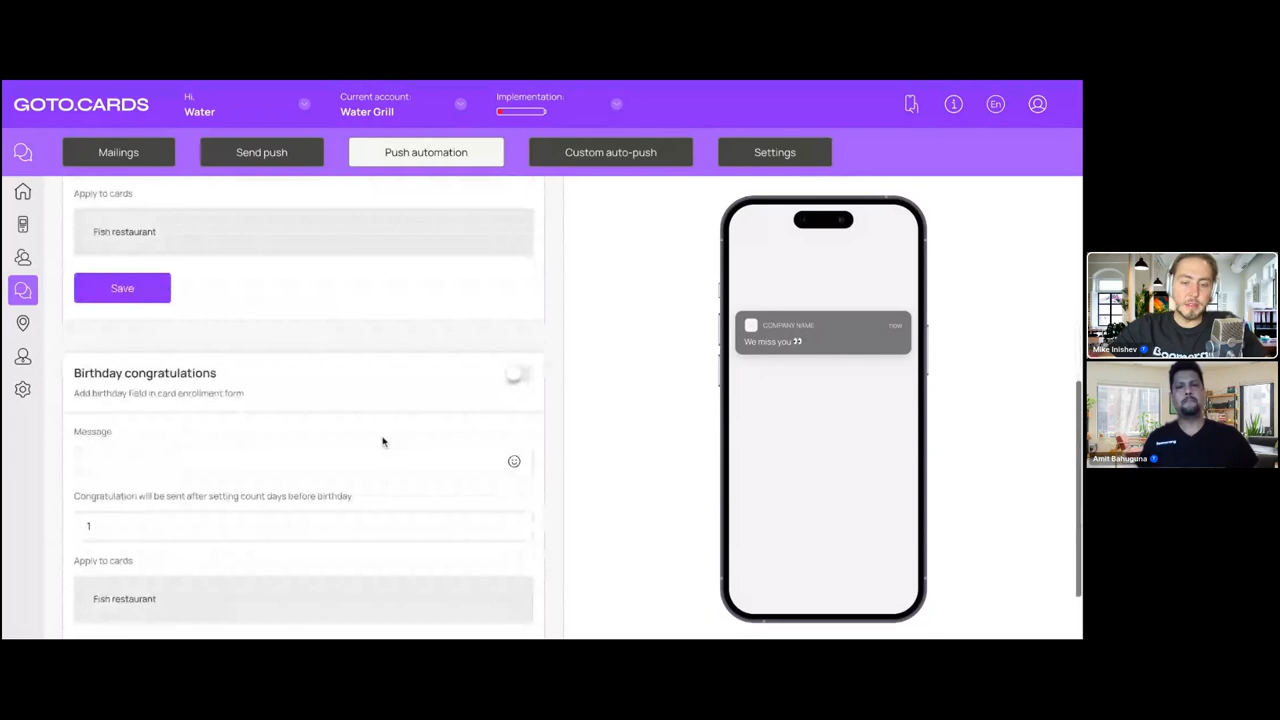 GOTO.CARDS
Hi,
Water
Current account:
Water Grill
Implementation:
En
Mailings
Send push
Push automation
Custom auto-push
Settings
Apply to cards
Fish restaurant
Save
Birthday congratulations
Add birthday field in card enrollment form
Message
Congratulation will be sent after setting count days before birthday
1
Apply to cards
Fish restaurant
COMPANY NAME
now
We miss you 👀
Boomerang
Mike Inishev
Boomerang
Amit Bahuguna